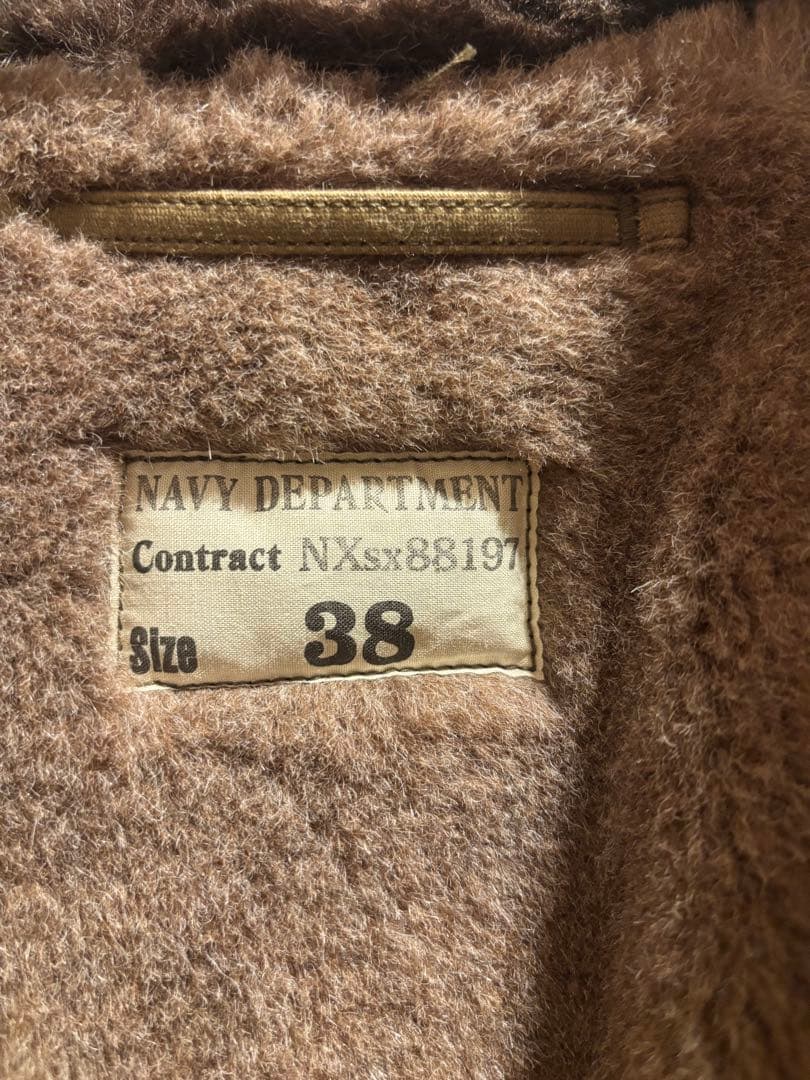 NAVY DEPARTMENT
Contract NXsx88197
Size 38